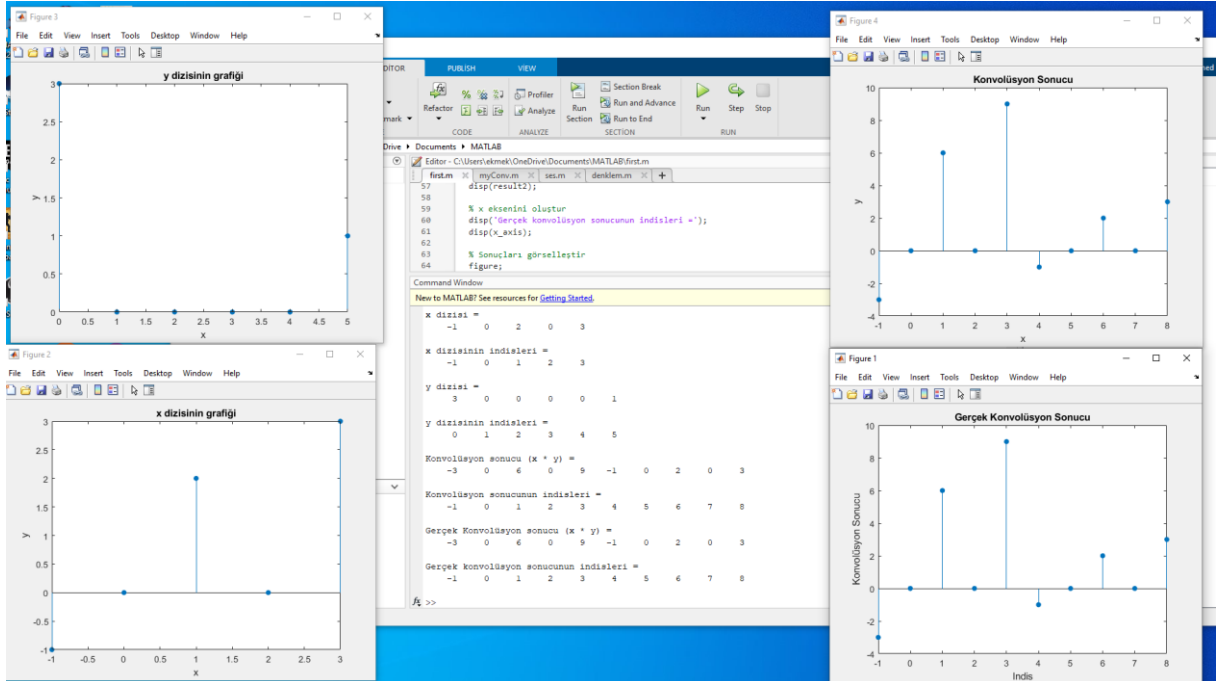 Figure 3
File Edit View Insert Tools Desktop Window Help
y dizisinin grafiği
3
2.5
2
y 1.5
1
0.5
0
0 0.5 1 1.5 2 2.5 3 3.5 4 4.5 5
x
Figure 2
File Edit View Insert Tools Desktop Window Help
x dizisinin grafiği
3
2.5
2
1.5
y 1
0.5
0
-0.5
-1
-1 -0.5 0 0.5 1 1.5 2 2.5 3
x
DITOR PUBLISH VIEW
Refactor Profiler Analyze Run Section Section Break Run and Advance Run to End Run Step Stop
mark CODE ANALYZE SECTION RUN
Drive Documents MATLAB
Editor - C:\Users\ekmek\OneDrive\Documents\MATLAB\first.m
first.m myConv.m ses.m denklem.m +
57 disp(result2);
58
59 % x eksenini oluştur
60 disp('Gerçek konvolüsyon sonucunun indisleri =');
61 disp(x_axis);
62
63 % Sonuçları görselleştir
64 figure;
Command Window
New to MATLAB? See resources for Getting Started.
x dizisi =
-1 0 2 0 3
x dizisinin indisleri =
-1 0 1 2 3
y dizisi =
3 0 0 0 0 1
y dizisinin indisleri =
0 1 2 3 4 5
Konvolüsyon sonucu (x * y) =
-3 0 6 0 9 -1 0 2 0 3
Konvolüsyon sonucunun indisleri =
-1 0 1 2 3 4 5 6 7 8
Gerçek Konvolüsyon sonucu (x * y) =
-3 0 6 0 9 -1 0 2 0 3
Gerçek konvolüsyon sonucunun indisleri =
-1 0 1 2 3 4 5 6 7 8
fx >>
Figure 4
File Edit View Insert Tools Desktop Window Help
Konvolüsyon Sonucu
10
8
6
4
y
2
0
-2
-4
-1 0 1 2 3 4 5 6 7 8
x
Figure 1
File Edit View Insert Tools Desktop Window Help
Gerçek Konvolüsyon Sonucu
10
8
6
4
Konvolüsyon Sonucu
2
0
-2
-4
-1 0 1 2 3 4 5 6 7 8
Indis